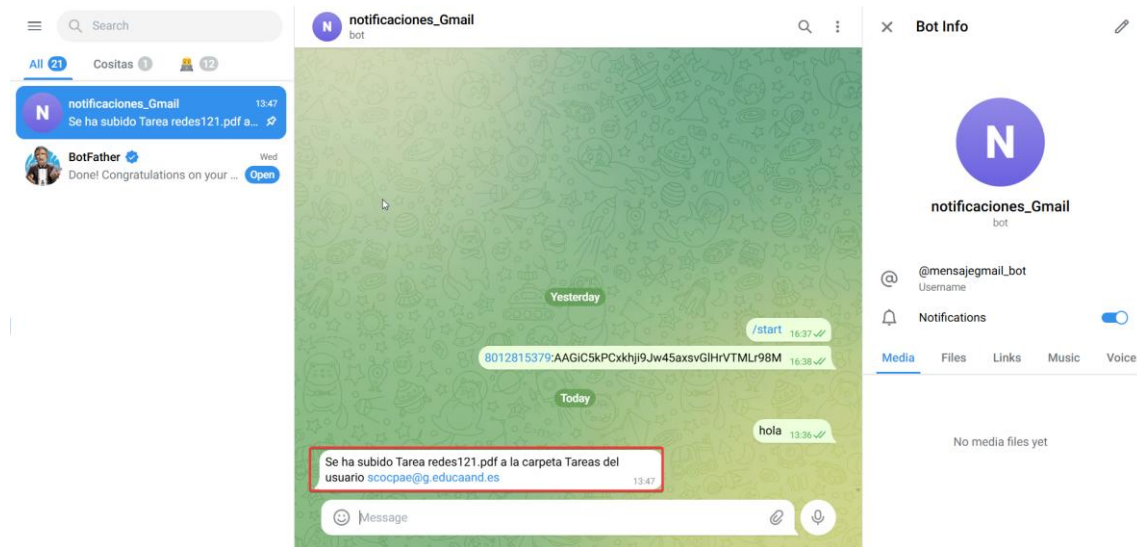 Search
All 21
Cositas 1
12
notificaciones_Gmail 13:47
Se ha subido Tarea redes121.pdf a...
BotFather Wed
Done! Congratulations on your ... Open
N
N
notificaciones_Gmail
bot
Yesterday
/start 16:37
8012815379:AAGiC5kPCxkhji9Jw45axsvGlHrVTMLr98M 16:38
Today
hola 13:36
Se ha subido Tarea redes121.pdf a la carpeta Tareas del
usuario scocpae@g.educaand.es 13:47
Message
Bot Info
N
notificaciones_Gmail
bot
@mensajegmail_bot
Username
Notifications
Media Files Links Music Voice
No media files yet